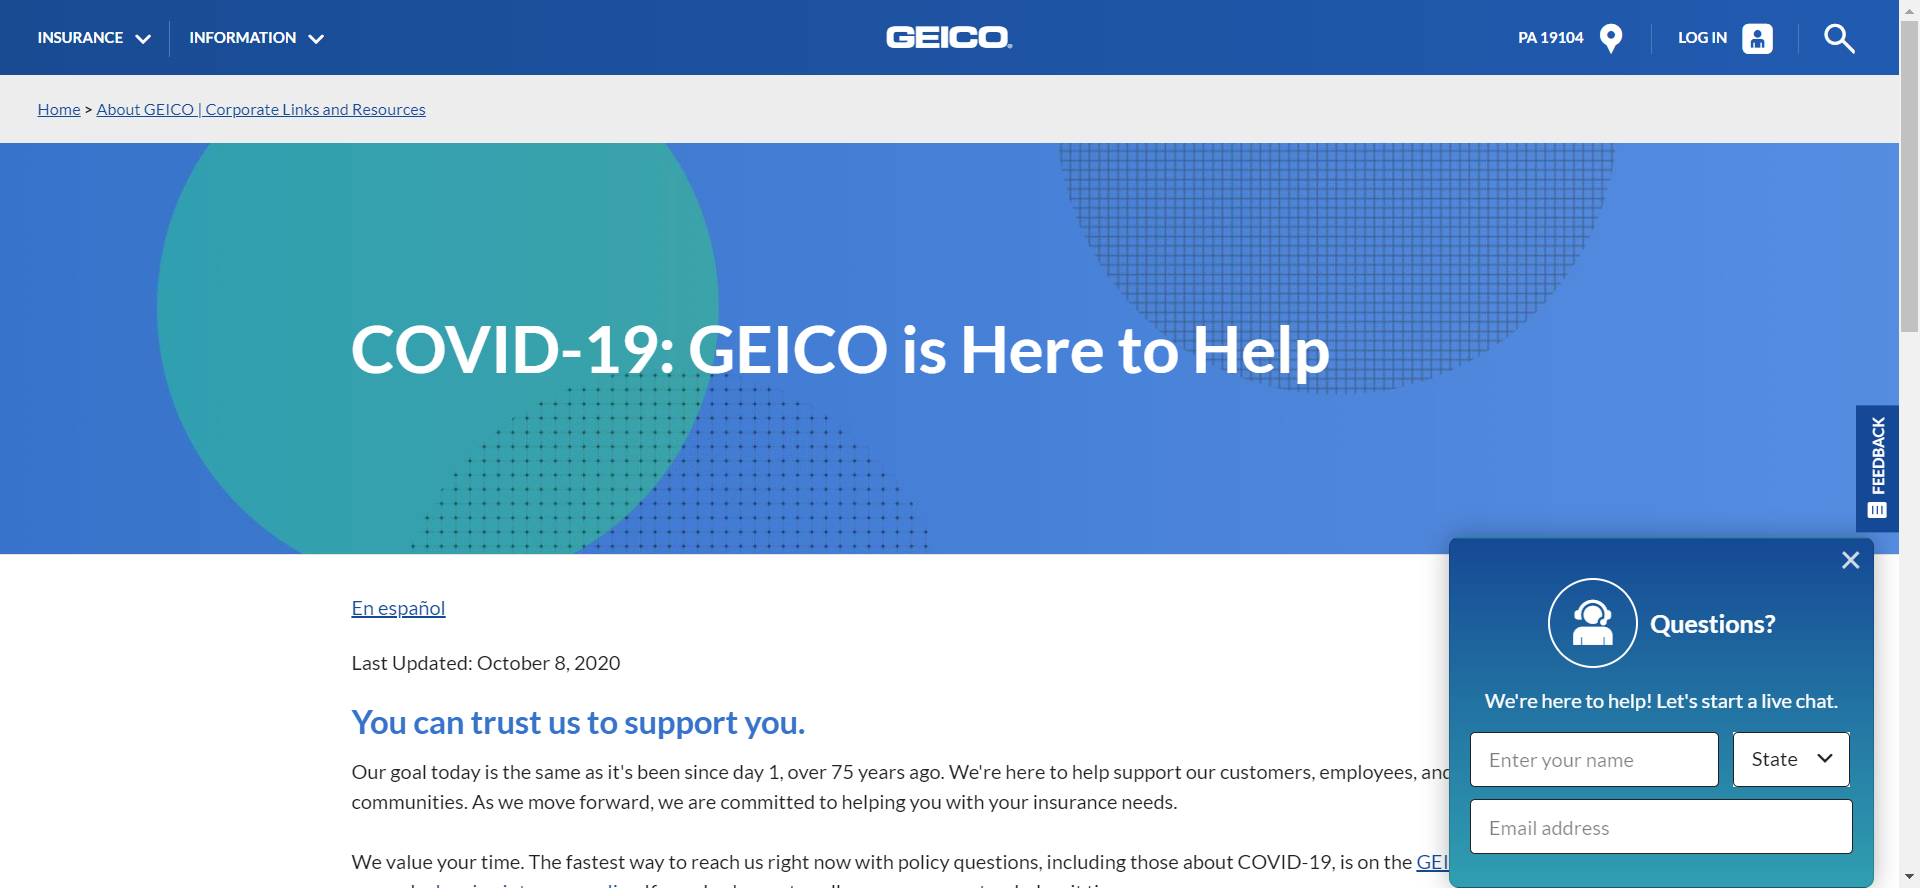 INSURANCE INFORMATION GEICO PA 19104 LOG IN
Home > About GEICO | Corporate Links and Resources
COVID-19: GEICO is Here to Help
FEEDBACK
En español
Last Updated: October 8, 2020
You can trust us to support you.
Our goal today is the same as it's been since day 1, over 75 years ago. We're here to help support our customers, employees, and
communities. As we move forward, we are committed to helping you with your insurance needs.
We value your time. The fastest way to reach us right now with policy questions, including those about COVID-19, is on the GEI
Questions?
We're here to help! Let's start a live chat.
Enter your name State
Email address